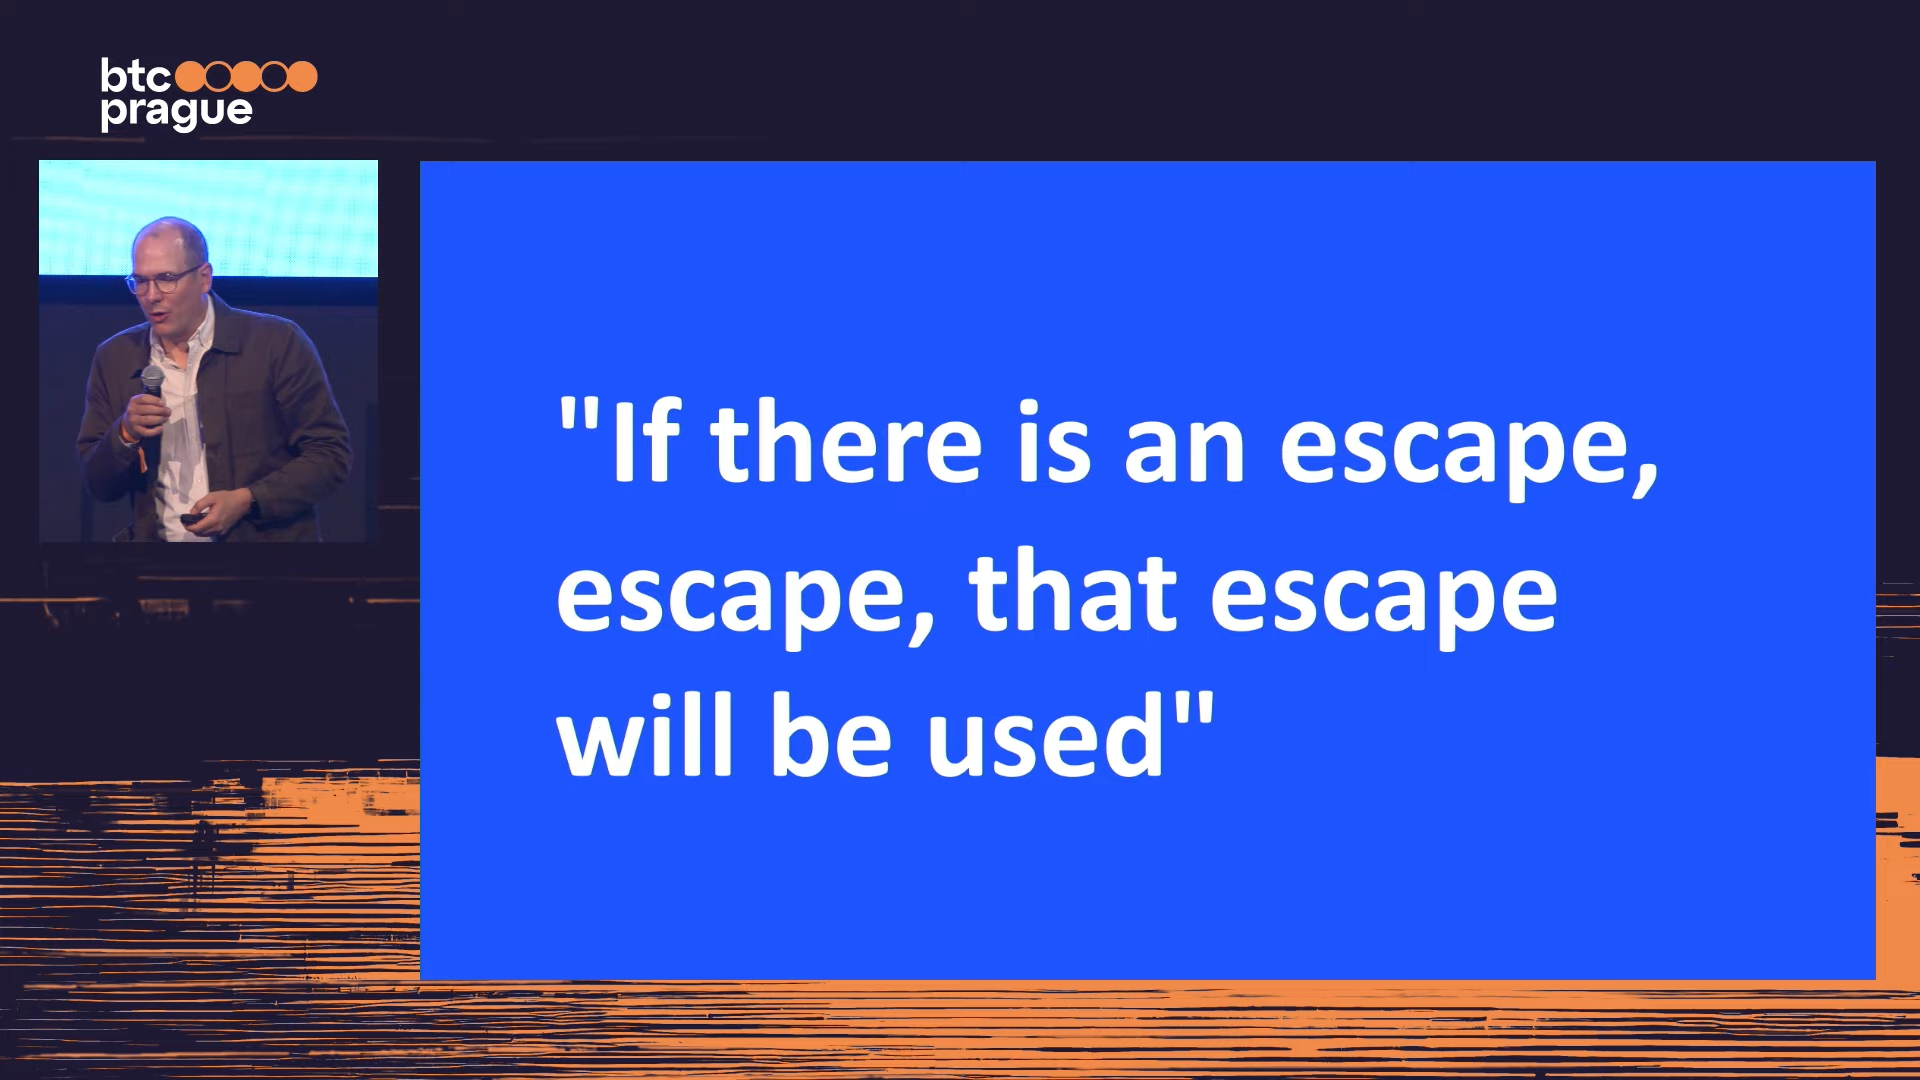 btc
prague
"If there is an escape,
escape, that escape
will be used"